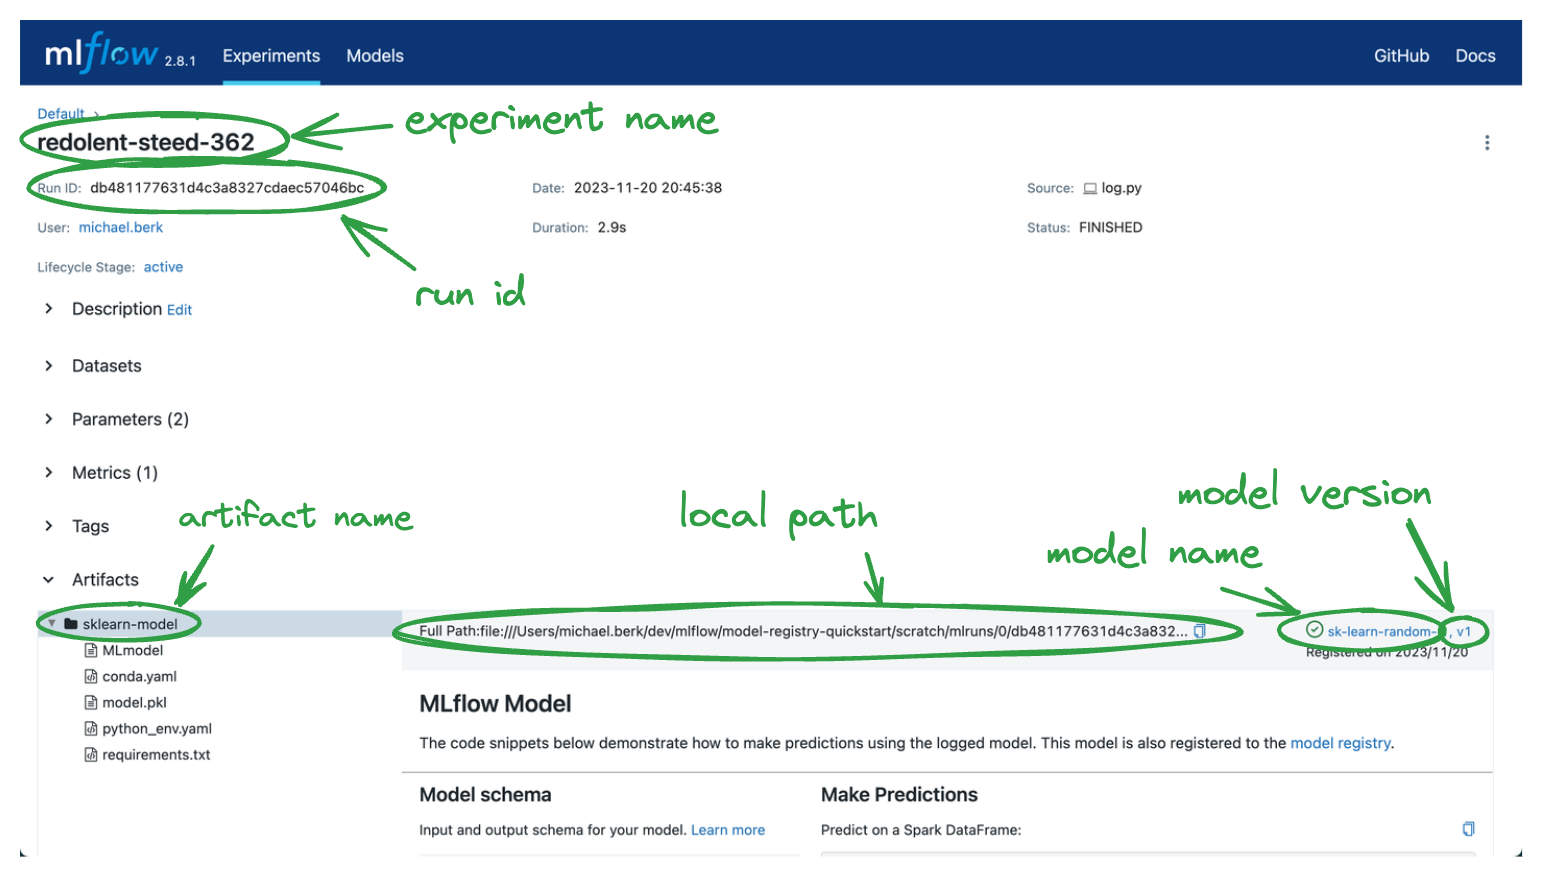 mlflow 2.8.1 Experiments Models GitHub Docs
Default >
experiment name
redolent-steed-362
Run ID: db481177631d4c3a8327cdaec57046bc Date: 2023-11-20 20:45:38 Source: log.py
User: michael.berk Duration: 2.9s Status: FINISHED
Lifecycle Stage: active
run id
Description Edit
Datasets
Parameters (2)
Metrics (1)
Tags
artifact name
local path
model version
model name
Artifacts
sklearn-model
MLmodel
conda.yaml
model.pkl
python_env.yaml
requirements.txt
Full Path:file:///Users/michael.berk/dev/mlflow/model-registry-quickstart/scratch/mlruns/0/db481177631d4c3a832...
sk-learn-random- , v1
Registered on 2023/11/20
MLflow Model
The code snippets below demonstrate how to make predictions using the logged model. This model is also registered to the model registry.
Model schema
Input and output schema for your model. Learn more
Make Predictions
Predict on a Spark DataFrame: